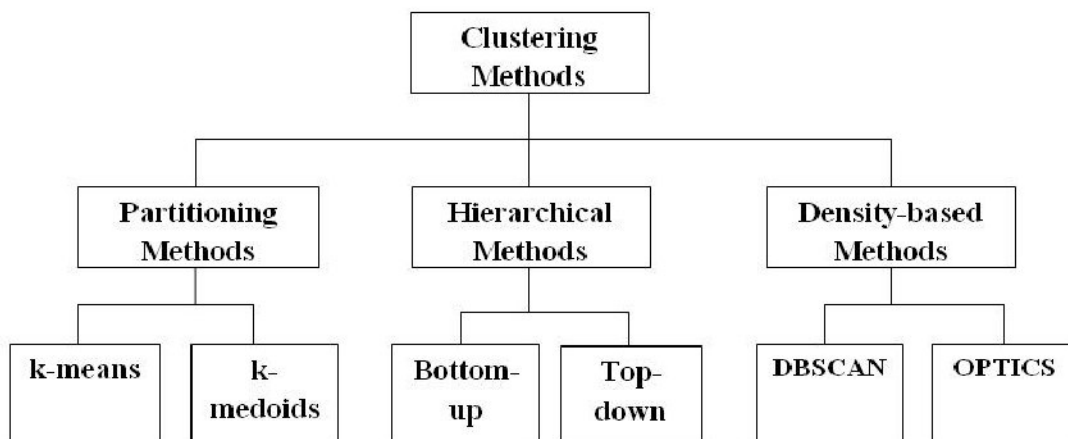 Clustering
Methods
Partitioning
Methods
Hierarchical
Methods
Density-based
Methods
k-means
k-
medoids
Bottom-
up
Top-
down
DBSCAN
OPTICS